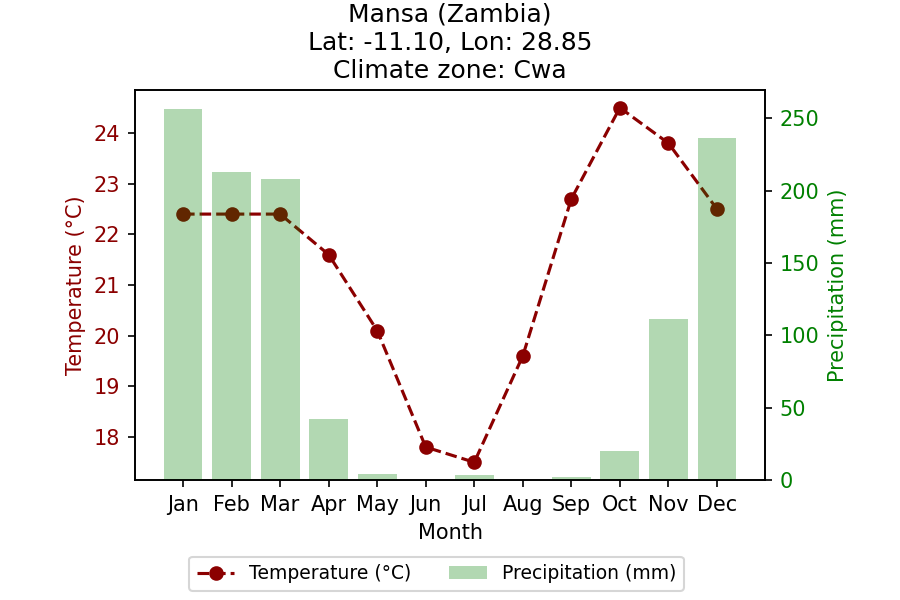 Mansa (Zambia)
Lat: -11.10, Lon: 28.85
Climate zone: Cwa
24
23
22
21
20
19
18
Temperature (°C)
250
200
150
100
50
0
Precipitation (mm)
Jan Feb Mar Apr May Jun Jul Aug Sep Oct Nov Dec
Month
Temperature (°C) Precipitation (mm)